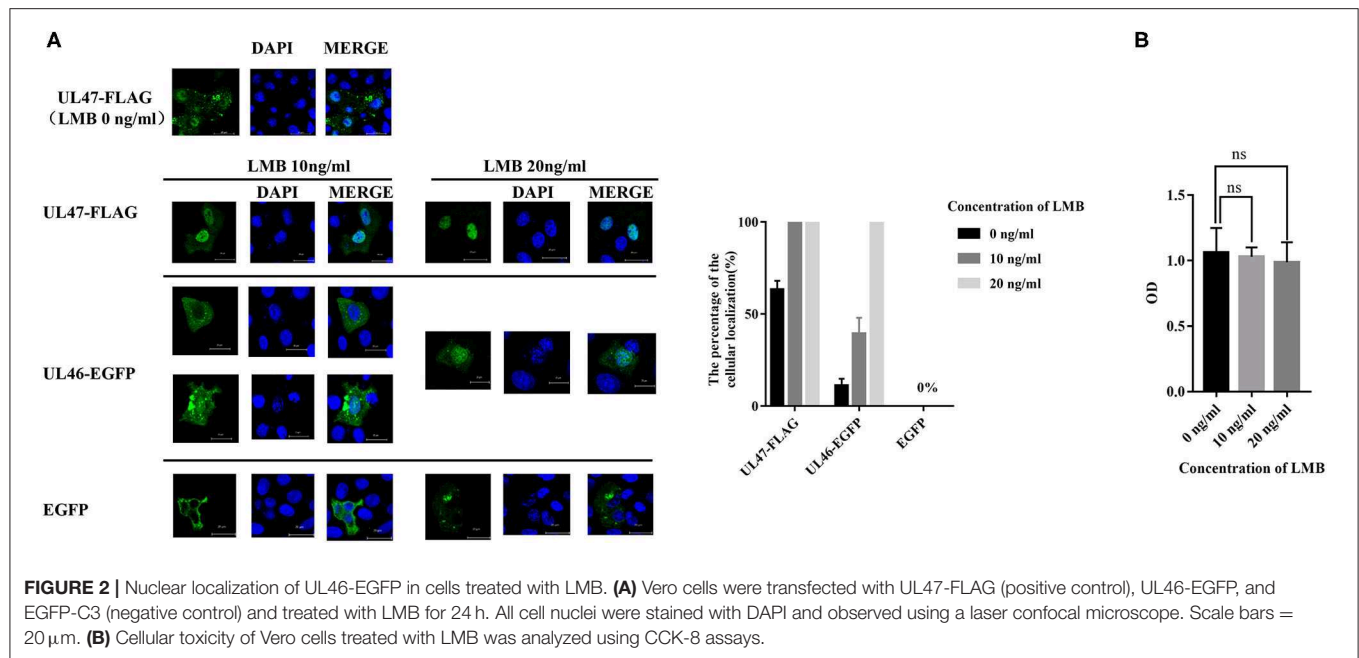 A
DAPI MERGE
UL47-FLAG
(LMB 0 ng/ml)
LMB 10ng/ml LMB 20ng/ml
DAPI MERGE DAPI MERGE
UL47-FLAG
UL46-EGFP
EGFP
The percentage of the
cellular localization(%)
100
50
0
0%
UL47-FLAG
UL46-EGFP
EGFP
Concentration of LMB
0 ng/ml
10 ng/ml
20 ng/ml
B
ns
ns
OD
1.5
1.0
0.5
0.0
0 ng/ml
10 ng/ml
20 ng/ml
Concentration of LMB
FIGURE 2 | Nuclear localization of UL46-EGFP in cells treated with LMB. (A) Vero cells were transfected with UL47-FLAG (positive control), UL46-EGFP, and
EGFP-C3 (negative control) and treated with LMB for 24 h. All cell nuclei were stained with DAPI and observed using a laser confocal microscope. Scale bars =
20 μm. (B) Cellular toxicity of Vero cells treated with LMB was analyzed using CCK-8 assays.